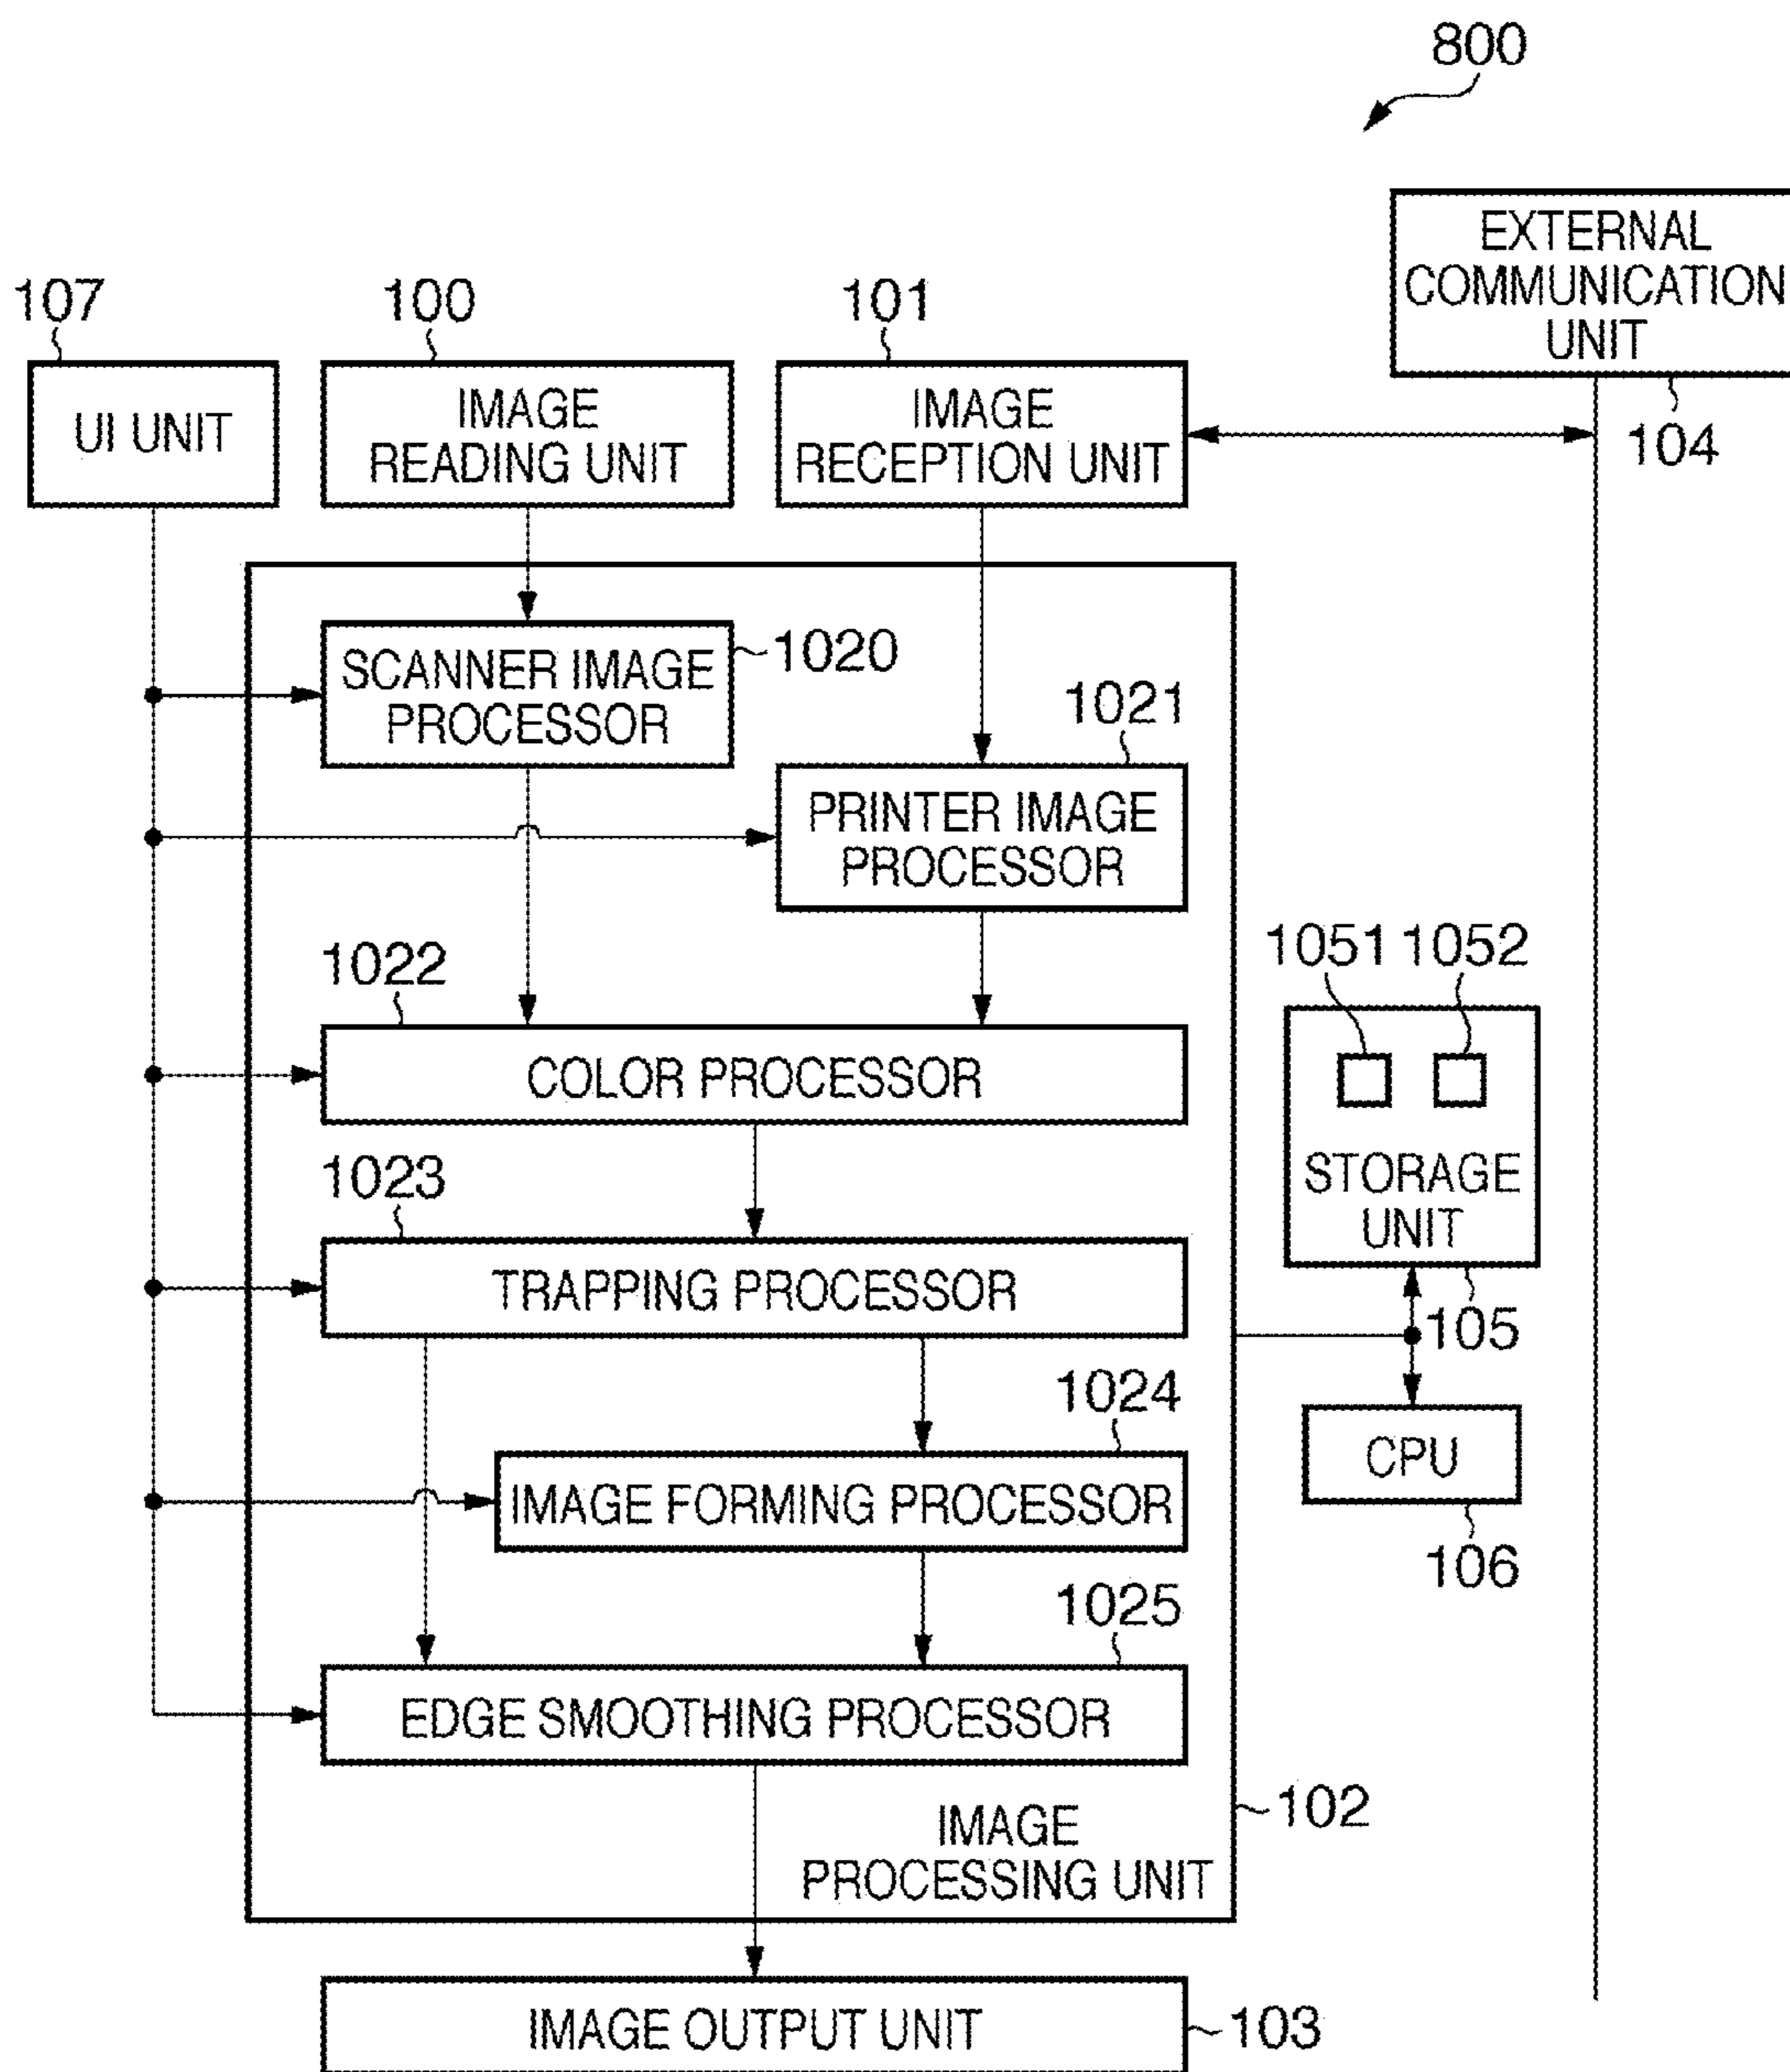 800
EXTERNAL
COMMUNICATION
UNIT
104
107
UI UNIT
100
IMAGE
READING UNIT
101
IMAGE
RECEPTION UNIT
SCANNER IMAGE
PROCESSOR
1020
1021
PRINTER IMAGE
PROCESSOR
1022
COLOR PROCESSOR
1051
1052
STORAGE
UNIT
105
1023
TRAPPING PROCESSOR
1024
IMAGE FORMING PROCESSOR
CPU
106
1025
EDGE SMOOTHING PROCESSOR
IMAGE
PROCESSING UNIT
102
IMAGE OUTPUT UNIT
103